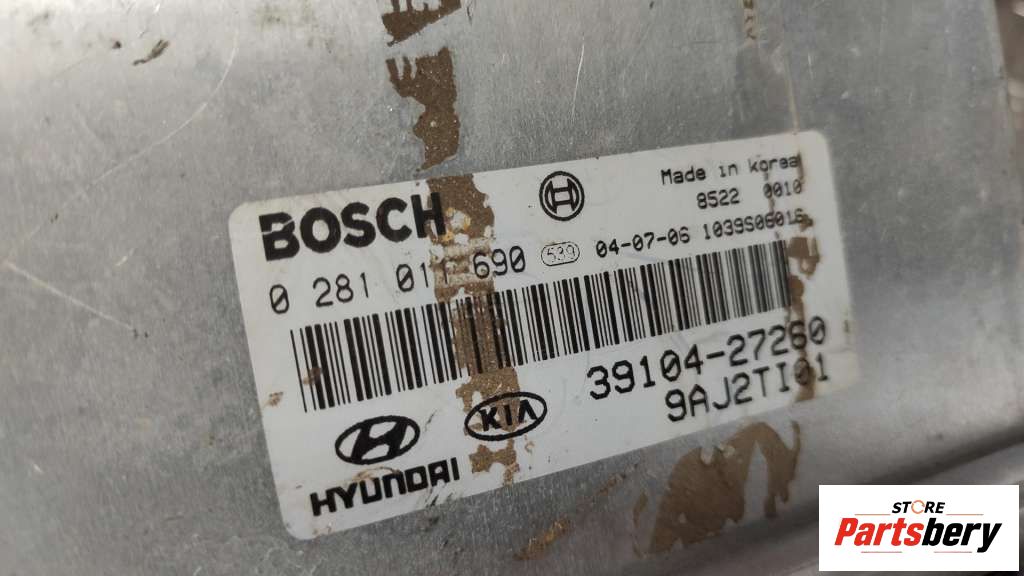 BOSCH
Made in Korea
8522 0010
0 281 011 690 539 04-07-06 1039S06016
39104-27260
9AJ2TI01
HYUNDAI
KIA
STORE
Partsbery